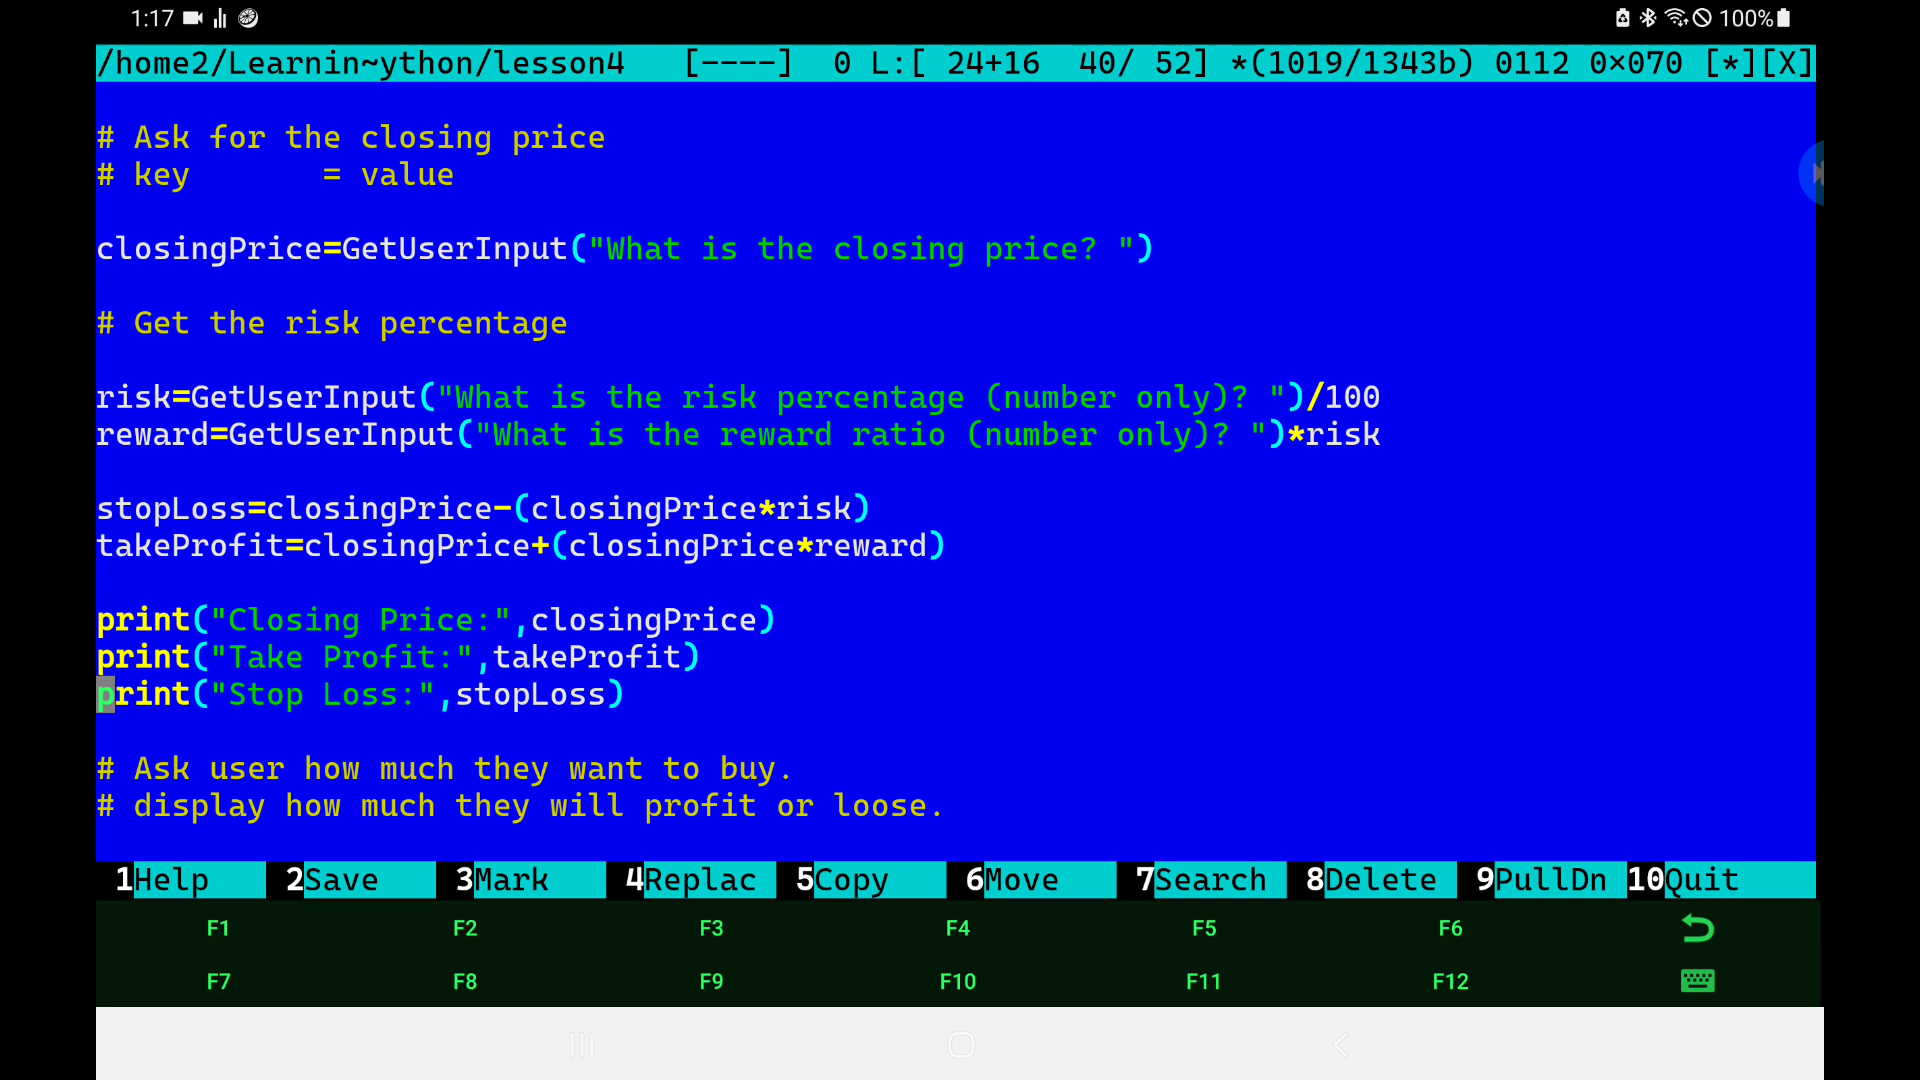 1:17 100%
/home2/Learnin~ython/lesson4 [----] 0 L:[ 24+16 40/ 52] *(1019/1343b) 0112 0×070 [*][X]
# Ask for the closing price
# key = value
closingPrice=GetUserInput("What is the closing price? ")
# Get the risk percentage
risk=GetUserInput("What is the risk percentage (number only)? ")/100
reward=GetUserInput("What is the reward ratio (number only)? ")*risk
stopLoss=closingPrice-(closingPrice*risk)
takeProfit=closingPrice+(closingPrice*reward)
print("Closing Price:",closingPrice)
print("Take Profit:",takeProfit)
print("Stop Loss:",stopLoss)
# Ask user how much they want to buy.
# display how much they will profit or loose.
1Help 2Save 3Mark 4Replac 5Copy 6Move 7Search 8Delete 9PullDn 10Quit
F1 F2 F3 F4 F5 F6
F7 F8 F9 F10 F11 F12